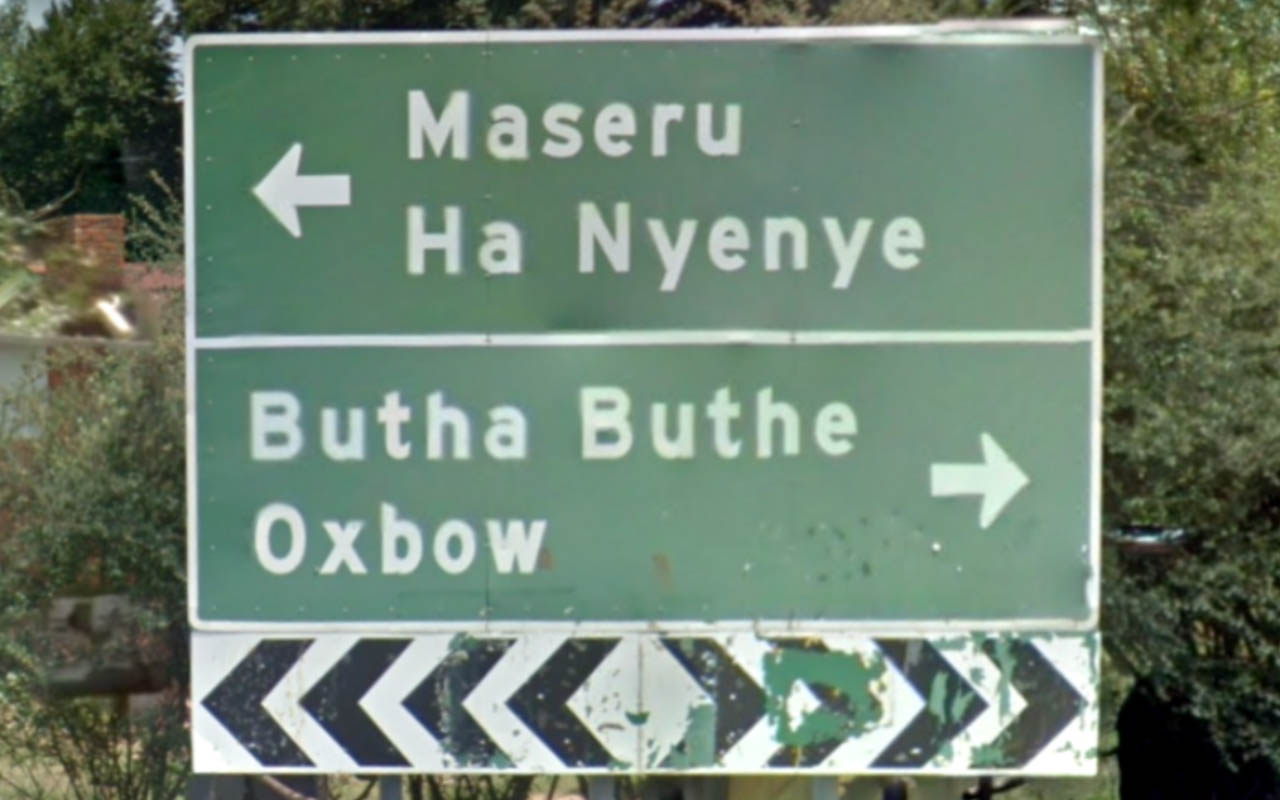 Maseru
Ha Nyenye
Butha Buthe
Oxbow